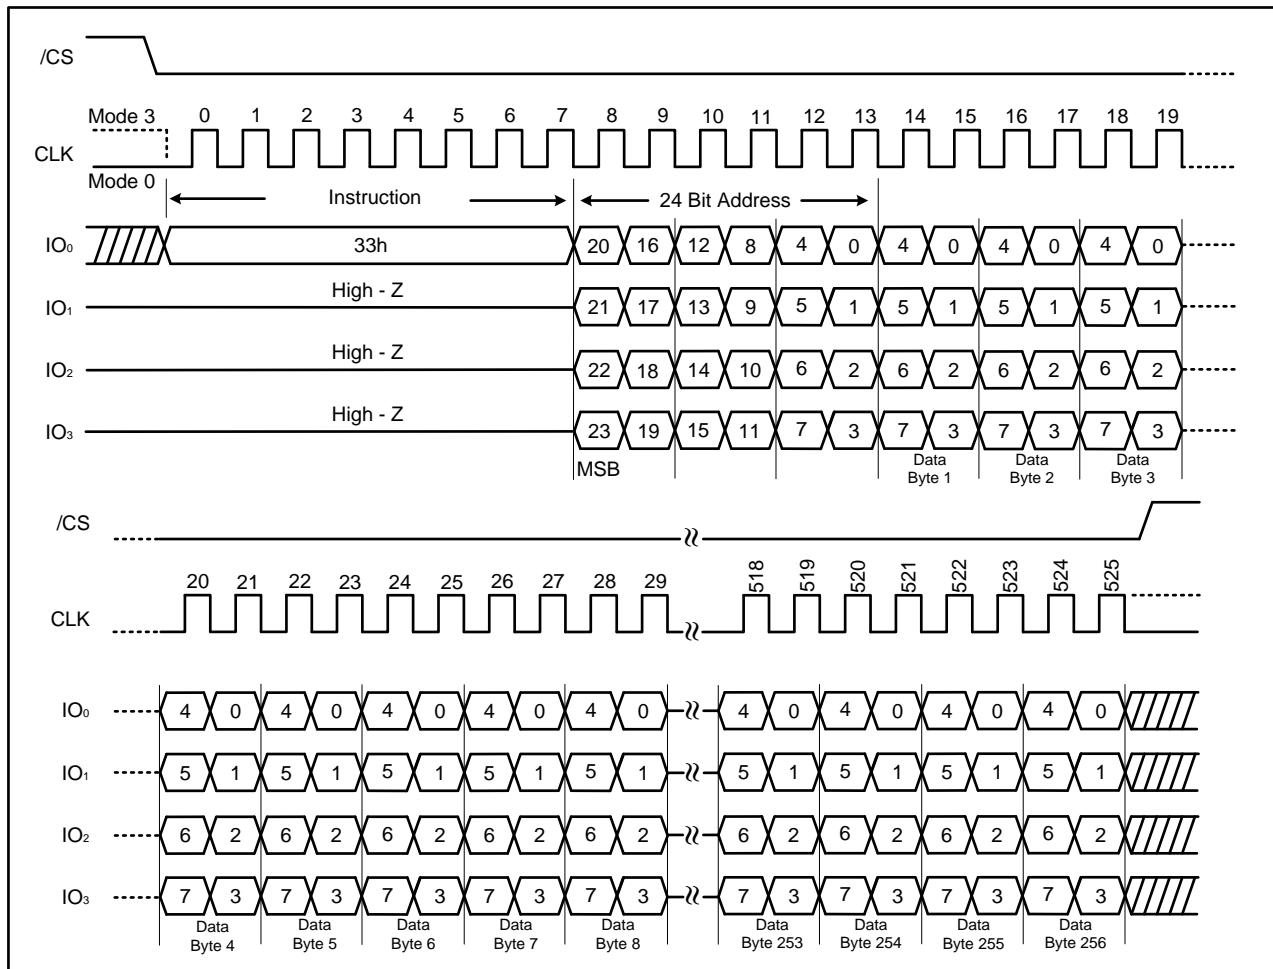 /CS
Mode 3 0 1 2 3 4 5 6 7 8 9 10 11 12 13 14 15 16 17 18 19
CLK
Mode 0
Instruction 24 Bit Address
IO₀ 33h 20 16 12 8 4 0 4 0 4 0 4 0
High - Z
IO₁ 21 17 13 9 5 1 5 1 5 1 5 1
High - Z
IO₂ 22 18 14 10 6 2 6 2 6 2 6 2
High - Z
IO₃ 23 19 15 11 7 3 7 3 7 3 7 3
MSB
Data Data Data
Byte 1 Byte 2 Byte 3
/CS
20 21 22 23 24 25 26 27 28 29 518 519 520 521 522 523 524 525
CLK
IO₀ 4 0 4 0 4 0 4 0 4 0 4 0 4 0 4 0 4 0
IO₁ 5 1 5 1 5 1 5 1 5 1 5 1 5 1 5 1 5 1
IO₂ 6 2 6 2 6 2 6 2 6 2 6 2 6 2 6 2 6 2
IO₃ 7 3 7 3 7 3 7 3 7 3 7 3 7 3 7 3 7 3
Data Data Data Data Data Data Data Data Data
Byte 4 Byte 5 Byte 6 Byte 7 Byte 8 Byte 253 Byte 254 Byte 255 Byte 256